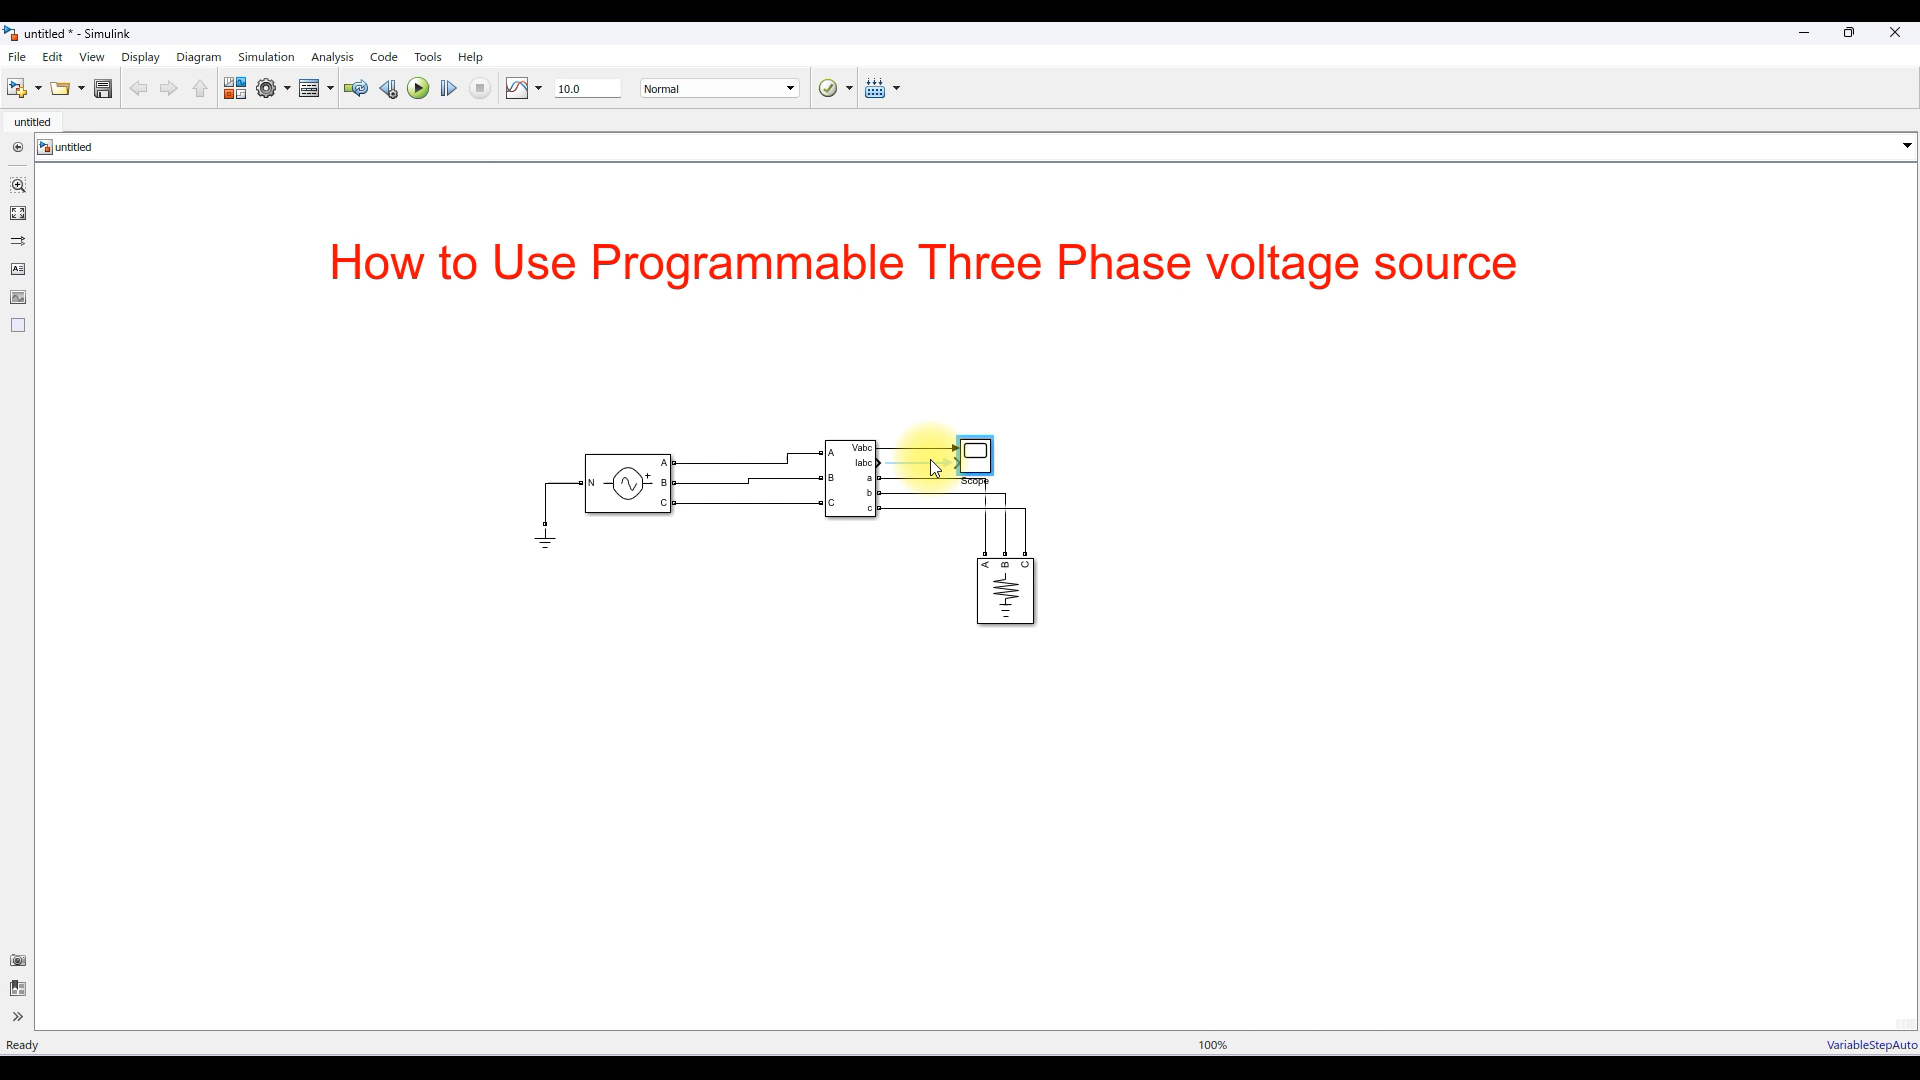 untitled * - Simulink
File Edit View Display Diagram Simulation Analysis Code Tools Help
10.0 Normal
untitled
untitled
How to Use Programmable Three Phase voltage source
N A B C
A B C Vabc Iabc a b c
Scope
A B C
Ready 100% VariableStepAuto